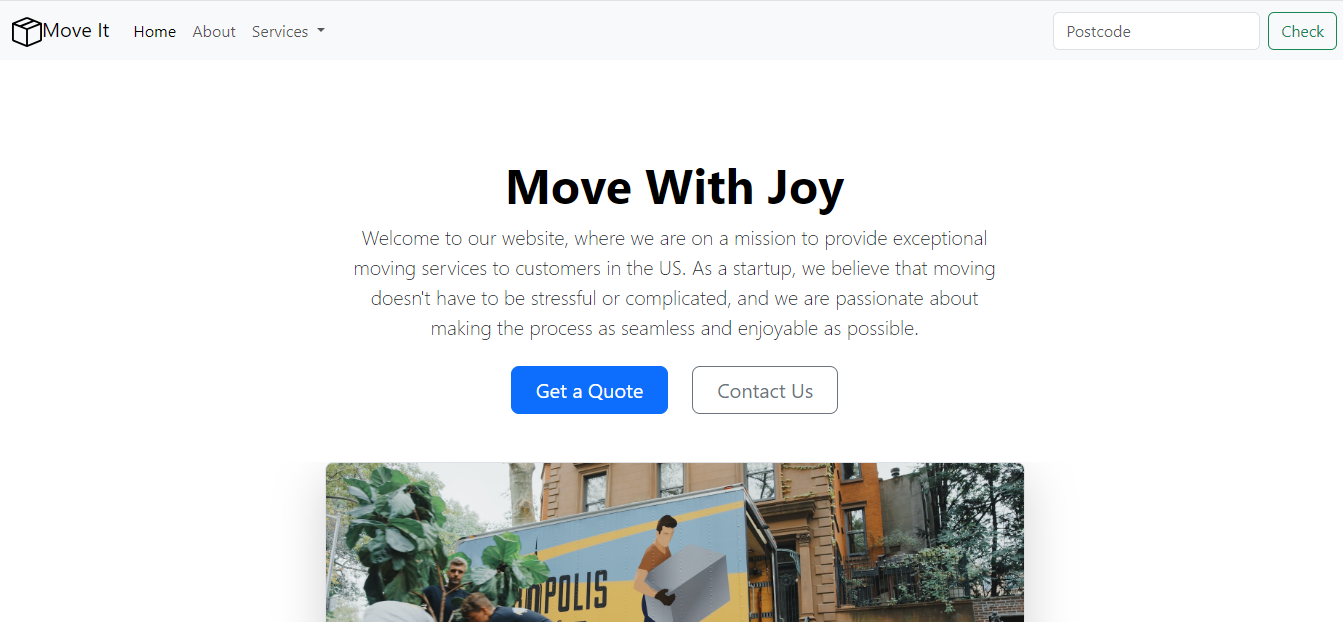 Move It Home About Services Postcode Check
Move With Joy
Welcome to our website, where we are on a mission to provide exceptional
moving services to customers in the US. As a startup, we believe that moving
doesn't have to be stressful or complicated, and we are passionate about
making the process as seamless and enjoyable as possible.
Get a Quote Contact Us